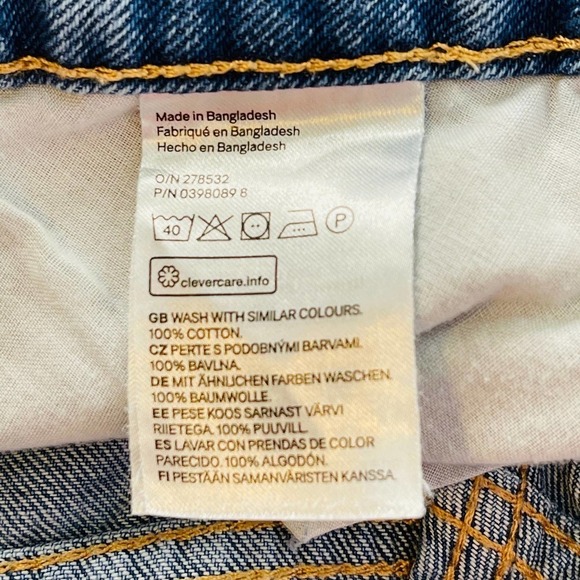 Made in Bangladesh
Fabriqué en Bangladesh
Hecho en Bangladesh
O/N 278532
P/N 0398089 8
40 P
clevercare.info
GB WASH WITH SIMILAR COLOURS.
100% COTTON.
CZ PERTE S PODOBNÝMI BARVAMI.
100% BAVLNA.
DE MIT ÄHNLICHEN FARBEN WASCHEN.
100% BAUMWOLLE.
EE PESE KOOS SARNAST VÄRVI
RIIETEGA. 100% PUUVILL.
ES LAVAR CON PRENDAS DE COLOR
PARECIDO. 100% ALGODÓN.
FI PESTÄÄN SAMANVÄRISTEN KANSSA.